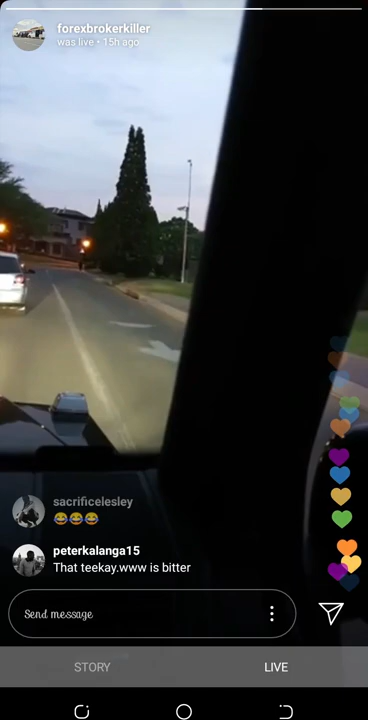 forexbrokerkiller
was live • 15h ago
sacrificelesley
😂😂😂
peterkalanga15
That teekay.www is bitter
Send message
STORY LIVE